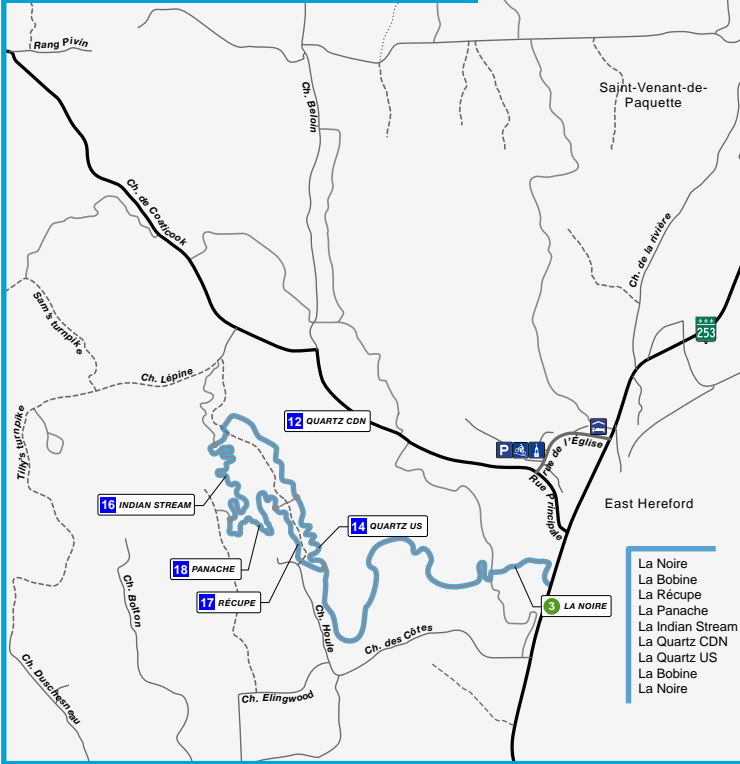 Rang Pivin
Ch. Beloin
Saint-Venant-de-
Paquette
Ch. de Coaticook
Ch. de la rivière
Sam's turnpike
253
Ch. Lépine
Tilly's turnpike
12 QUARTZ CDN
P
rue de l'Église
Rue Principale
16 INDIAN STREAM
East Hereford
14 QUARTZ US
18 PANACHE
17 RÉCUPE
3 LA NOIRE
Ch. Bolton
Ch. Houle
Ch. des Côtes
Ch. Duschesneau
Ch. Elingwood
La Noire
La Bobine
La Récupe
La Panache
La Indian Stream
La Quartz CDN
La Quartz US
La Bobine
La Noire